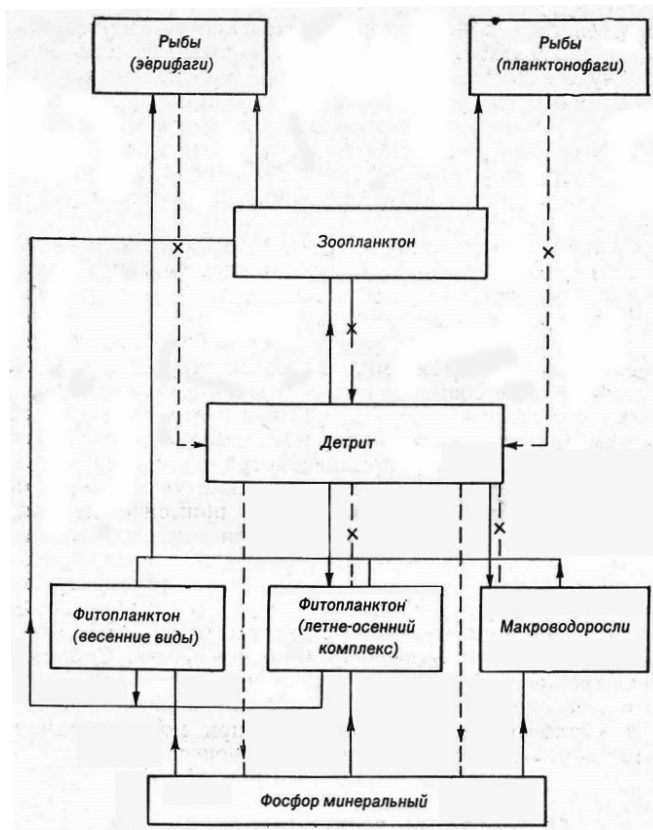 Рыбы
(эврифаги)
Рыбы
(планктонофаги)
Зоопланктон
Детрит
Фитопланктон
(весенние виды)
Фитопланктон
(летне-осенний
комплекс)
Макроводоросли
Фосфор минеральный